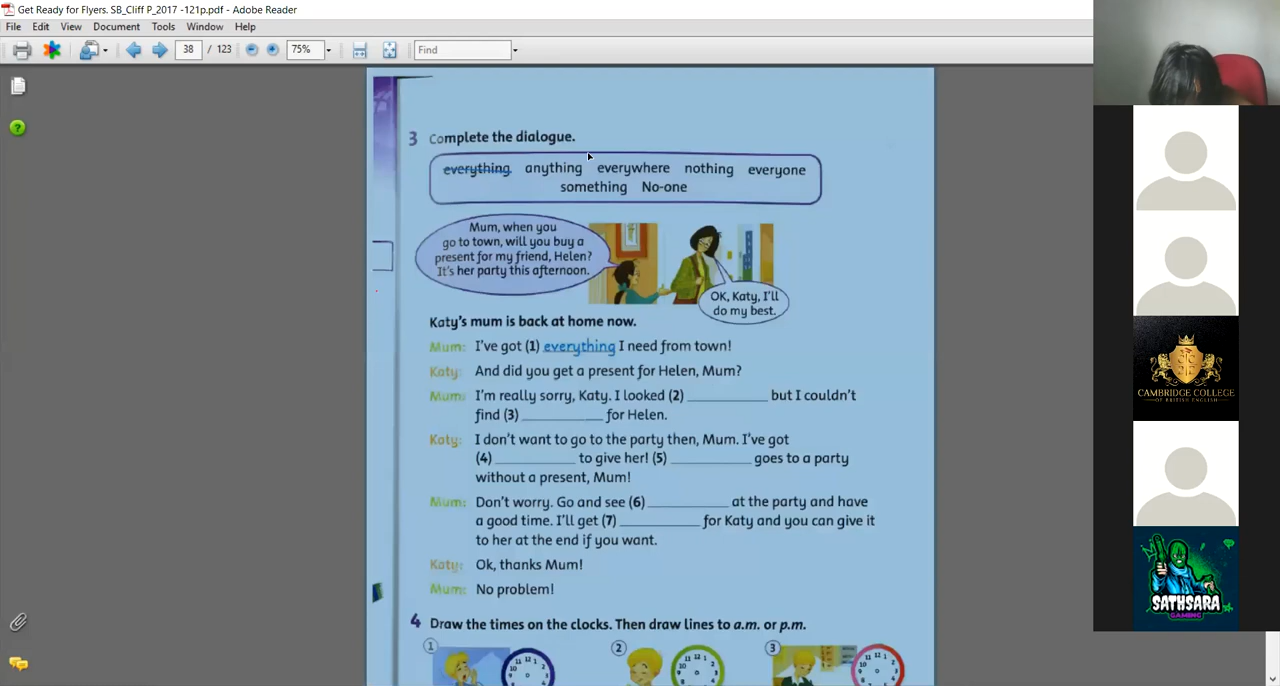 Get Ready for Flyers. SB_Cliff P_2017 -121p.pdf - Adobe Reader
File Edit View Document Tools Window Help
38 / 123 75% Find
3 Complete the dialogue.
everything anything everywhere nothing everyone
something No-one
Mum, when you
go to town, will you buy a
present for my friend, Helen?
It's her party this afternoon.
OK, Katy, I'll
do my best.
Katy's mum is back at home now.
Mum: I've got (1) everything I need from town!
Katy: And did you get a present for Helen, Mum?
Mum: I'm really sorry, Katy. I looked (2) __________ but I couldn't
find (3) __________ for Helen.
Katy: I don't want to go to the party then, Mum. I've got
(4) __________ to give her! (5) __________ goes to a party
without a present, Mum!
Mum: Don't worry. Go and see (6) __________ at the party and have
a good time. I'll get (7) __________ for Katy and you can give it
to her at the end if you want.
Katy: Ok, thanks Mum!
Mum: No problem!
4 Draw the times on the clocks. Then draw lines to a.m. or p.m.
1 2 3
CAMBRIDGE COLLEGE
OF BRITISH ENGLISH
SATHSARA
GAMING